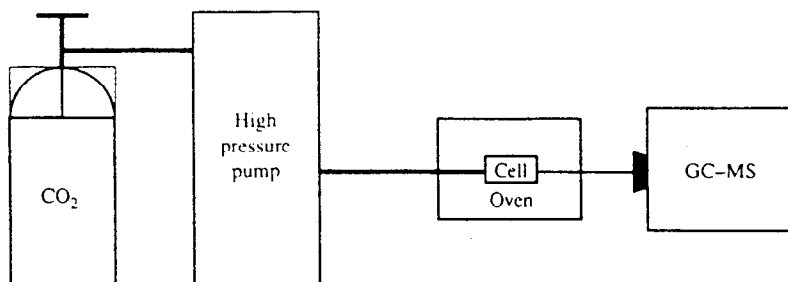 CO₂
High
pressure
pump
Cell
Oven
GC–MS